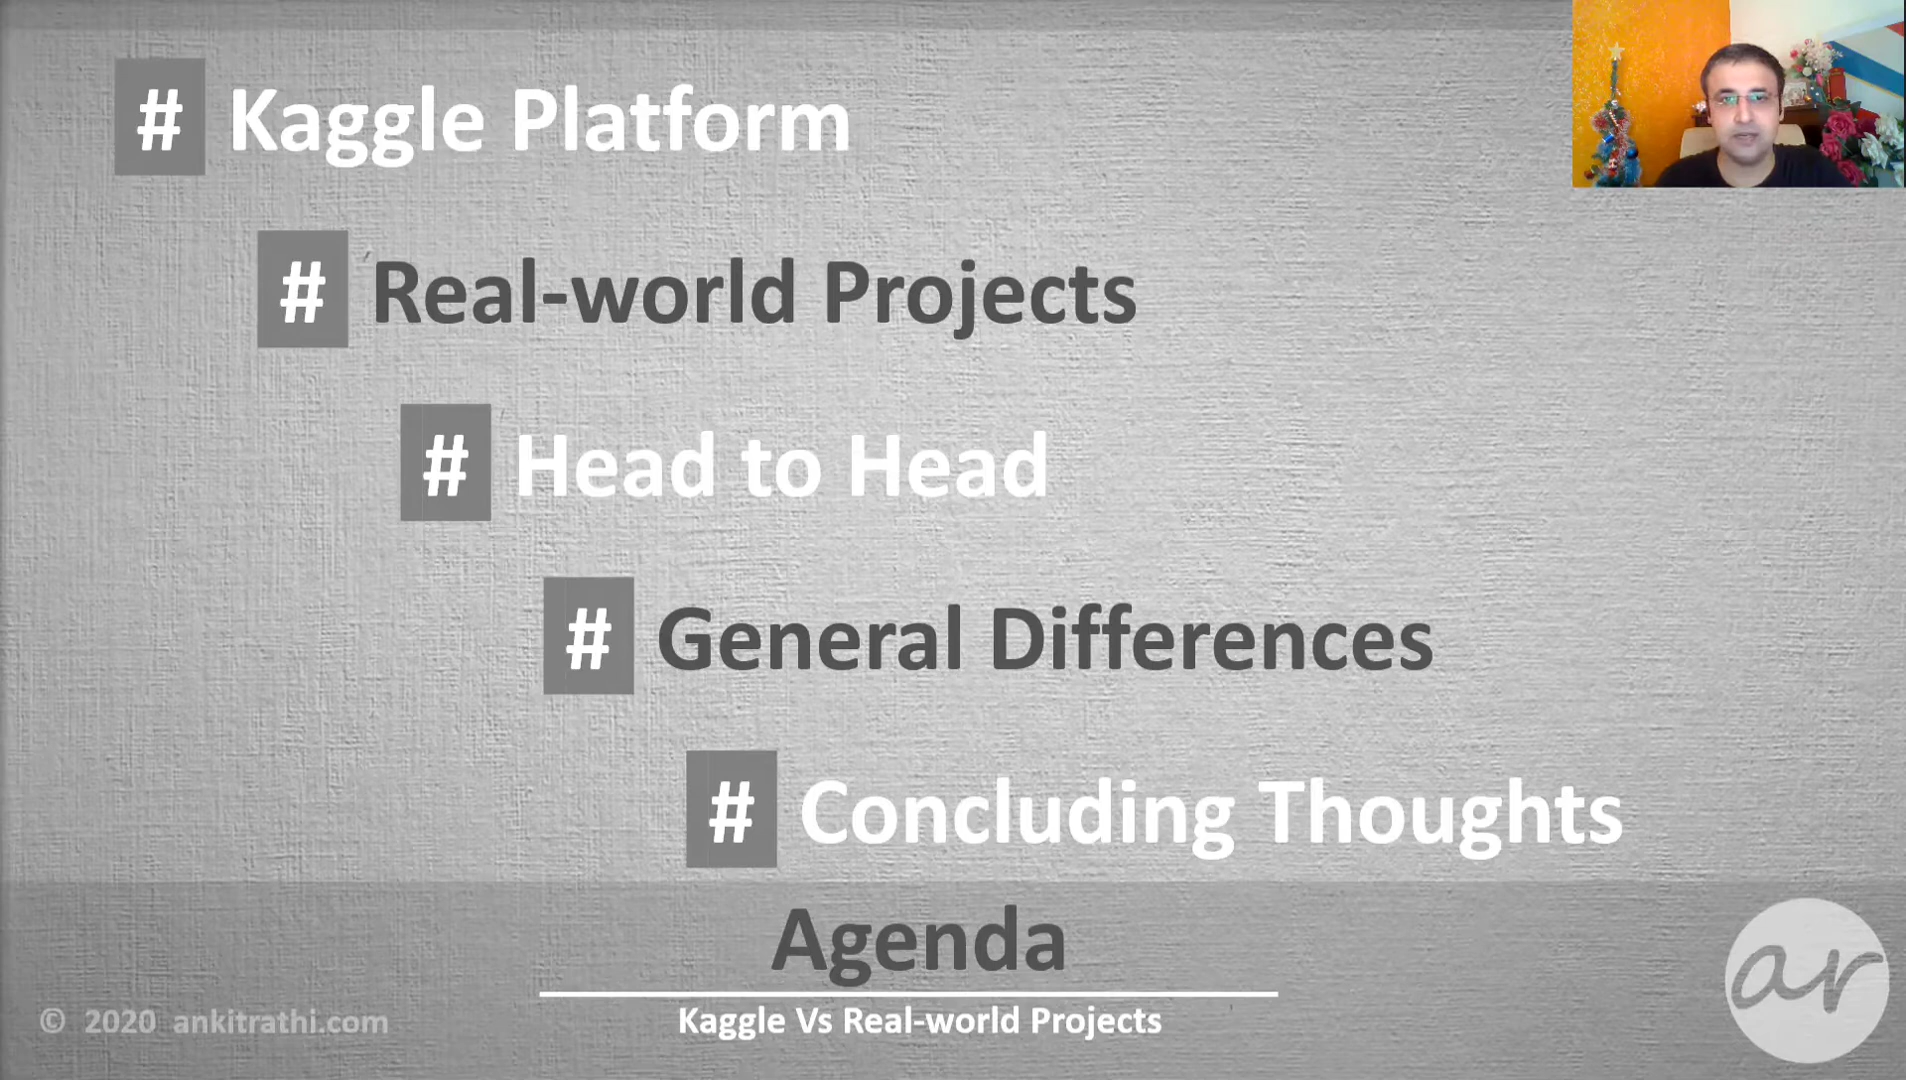 # Kaggle Platform
# Real-world Projects
# Head to Head
# General Differences
# Concluding Thoughts
Agenda
Kaggle Vs Real-world Projects
© 2020 ankitrathi.com
ar